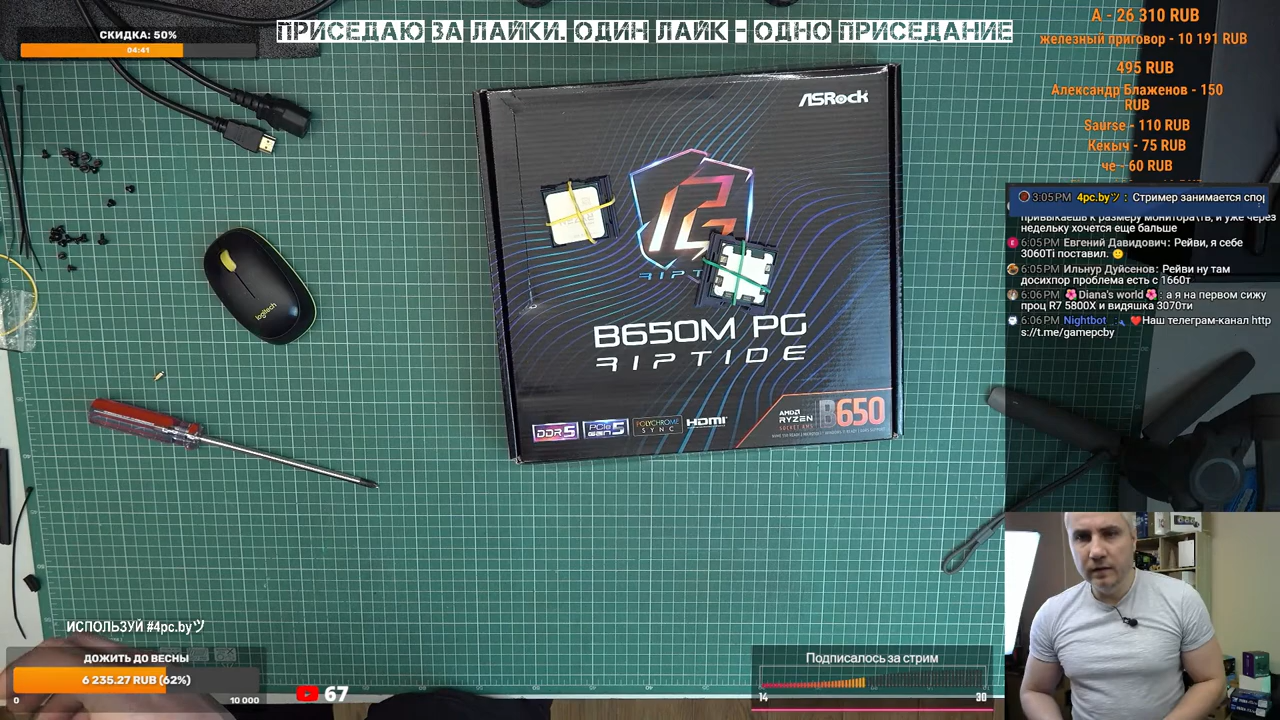 ПРИСЕДАЮ ЗА ЛАЙКИ. ОДИН ЛАЙК - ОДНО ПРИСЕДАНИЕ
СКИДКА: 50%
04:41
А - 26 310 RUB
железный приговор - 10 191 RUB
495 RUB
Александр Блаженов - 150
RUB
Saurse - 110 RUB
Кекыч - 75 RUB
че - 60 RUB
3:05 PM 4pc.byツ : Стример занимается спор
привыкаешь к размеру монитора\тв, и уже через
недельку хочется еще бальше
6:05 PM Евгений Давидович: Рейви, я себе
3060Ti поставил. 🙂
6:05 PM Ильнур Дуйсенов: Рейви ну там
досихпор проблема есть с 1660т
6:06 PM 🌸Diana's world🌸: а я на первом сижу
проц R7 5800X и видяшка 3070ти
6:06 PM Nightbot : ❤️Наш телеграм-канал http
s://t.me/gamepcby
ASRock
RIPT
B650M PG
RIPTIDE
DDR5
PCIe
gen5
POLYCHROME
SYNC
HDMI
AMD
RYZEN
SOCKET AM5
B650
logitech
ИСПОЛЬЗУЙ #4pc.byツ
ДОЖИТЬ ДО ВЕСНЫ
6 235.27 RUB (62%)
0
10 000
67
Подписалось за стрим
14
30